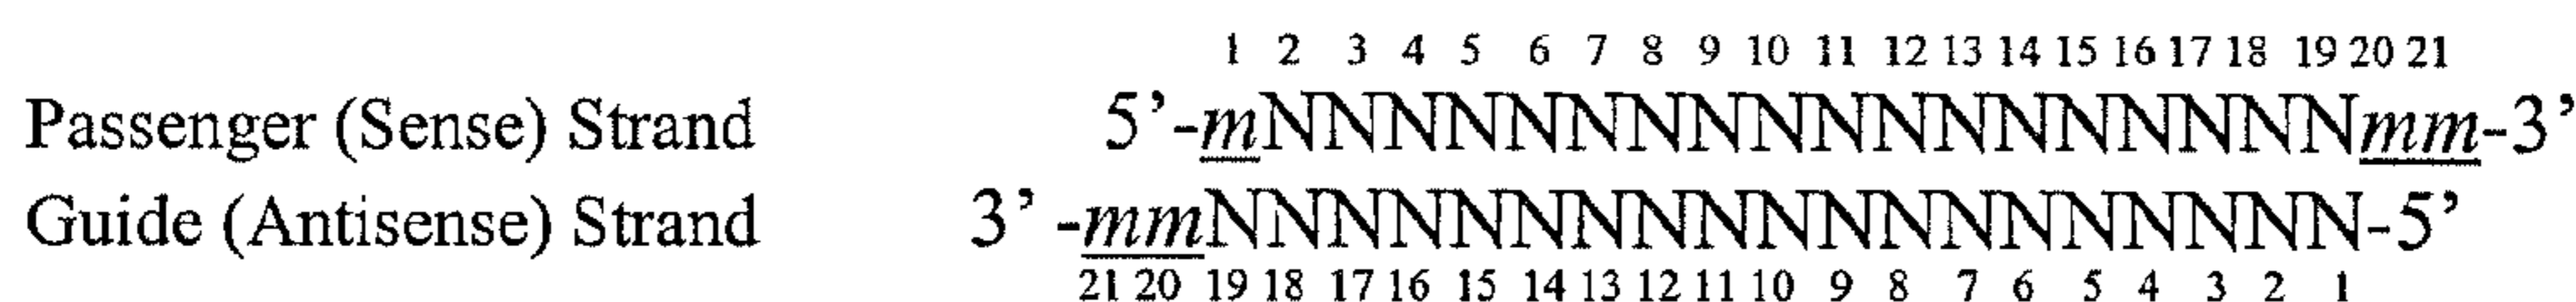 1 2 3 4 5 6 7 8 9 10 11 12 13 14 15 16 17 18 19 20 21
Passenger (Sense) Strand 5’-mNNNNNNNNNNNNNNNNNNmm-3’
Guide (Antisense) Strand 3’ -mmNNNNNNNNNNNNNNNNNNN-5’
21 20 19 18 17 16 15 14 13 12 11 10 9 8 7 6 5 4 3 2 1